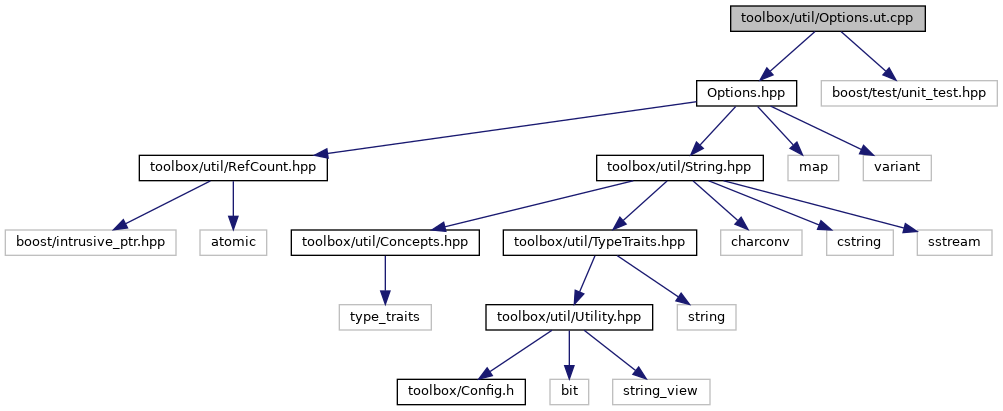 toolbox/util/Options.ut.cpp
Options.hpp
boost/test/unit_test.hpp
toolbox/util/RefCount.hpp
toolbox/util/String.hpp
map
variant
boost/intrusive_ptr.hpp
atomic
toolbox/util/Concepts.hpp
toolbox/util/TypeTraits.hpp
charconv
cstring
sstream
type_traits
toolbox/util/Utility.hpp
string
toolbox/Config.h
bit
string_view